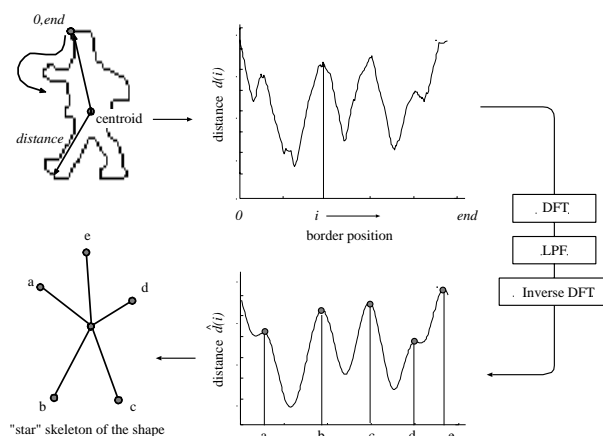 0,end
centroid
distance
distance d(i)
0 i end
border position
DFT
LPF
Inverse DFT
e
a
d
b
c
"star" skeleton of the shape
distance d̂(i)
a b c d e